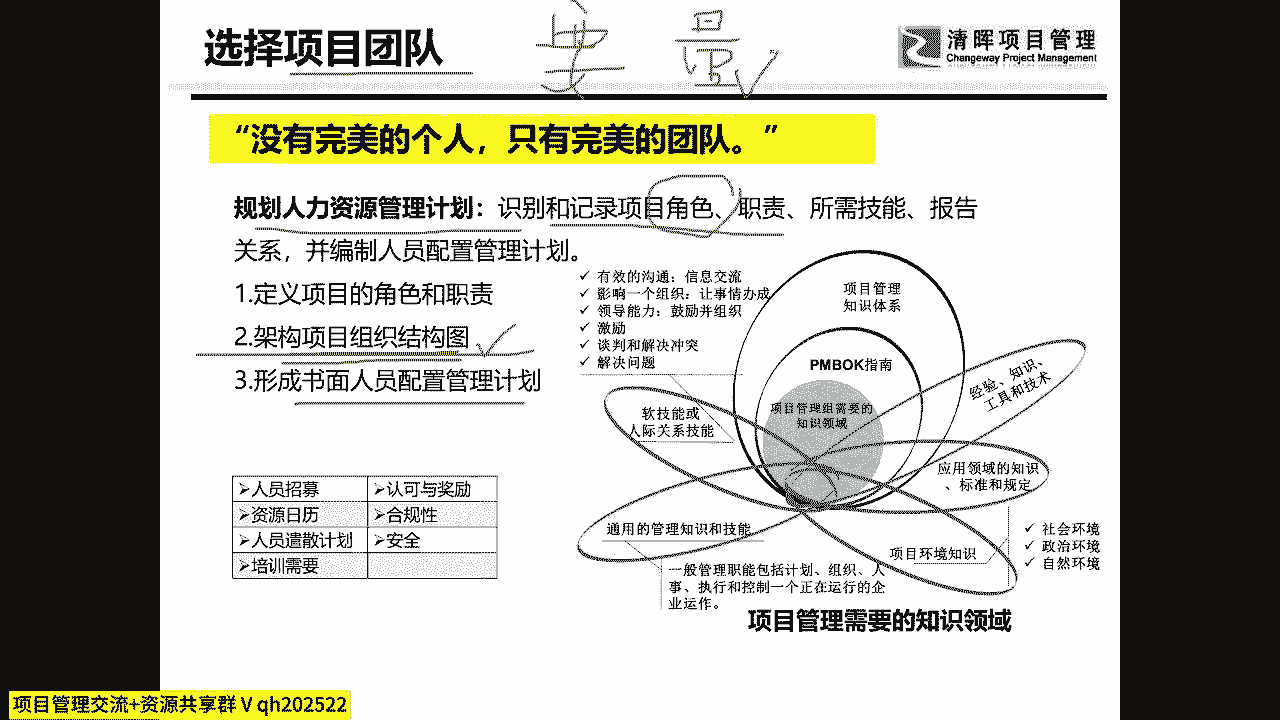 选择项目团队
清晖项目管理
Changeway Project Management
“没有完美的个人，只有完美的团队。”
规划人力资源管理计划：识别和记录项目角色、职责、所需技能、报告
关系，并编制人员配置管理计划。
1.定义项目的角色和职责
2.架构项目组织结构图
3.形成书面人员配置管理计划
✓ 有效的沟通：信息交流
✓ 影响一个组织：让事情办成
✓ 领导能力：鼓励并组织
✓ 激励
✓ 谈判和解决冲突
✓ 解决问题
项目管理
知识体系
PMBOK指南
项目管理组需要的
知识领域
经验、知识、
工具和技术
软技能或
人际关系技能
应用领域的知识
、标准和规定
通用的管理知识和技能
项目环境知识
✓ 社会环境
✓ 政治环境
✓ 自然环境
一般管理职能包括计划、组织、人
事、执行和控制一个正在运行的企
业运作。
项目管理需要的知识领域
➢人员招募 ➢认可与奖励
➢资源日历 ➢合规性
➢人员遣散计划 ➢安全
➢培训需要
项目管理交流+资源共享群 V qh202522